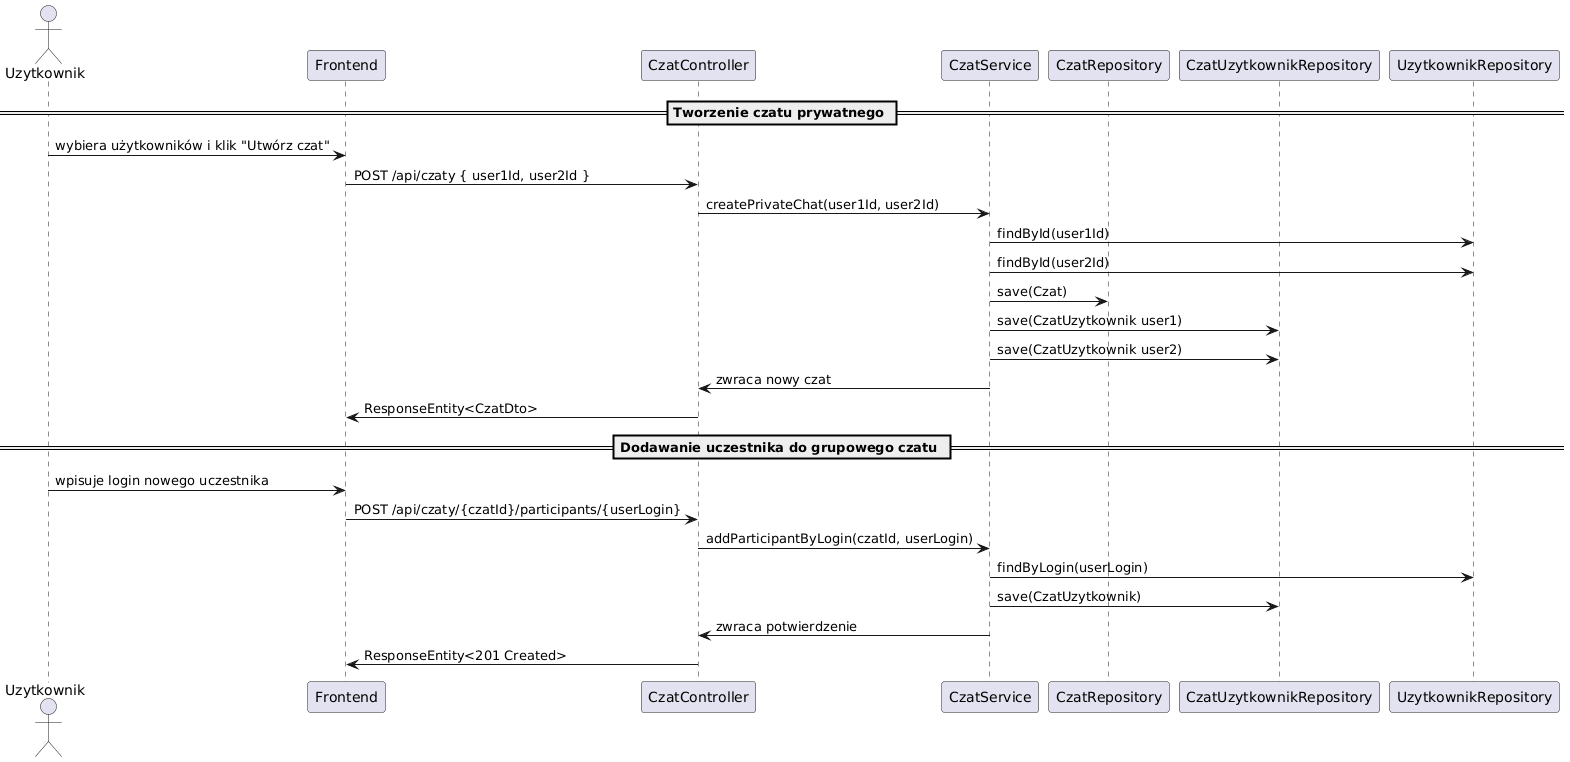 Uzytkownik
Frontend
CzatController
CzatService
CzatRepository
CzatUzytkownikRepository
UzytkownikRepository
Tworzenie czatu prywatnego
wybiera użytkowników i klik "Utwórz czat"
POST /api/czaty { user1Id, user2Id }
createPrivateChat(user1Id, user2Id)
findById(user1Id)
findById(user2Id)
save(Czat)
save(CzatUzytkownik user1)
save(CzatUzytkownik user2)
zwraca nowy czat
ResponseEntity<CzatDto>
Dodawanie uczestnika do grupowego czatu
wpisuje login nowego uczestnika
POST /api/czaty/{czatId}/participants/{userLogin}
addParticipantByLogin(czatId, userLogin)
findByLogin(userLogin)
save(CzatUzytkownik)
zwraca potwierdzenie
ResponseEntity<201 Created>
Uzytkownik
Frontend
CzatController
CzatService
CzatRepository
CzatUzytkownikRepository
UzytkownikRepository